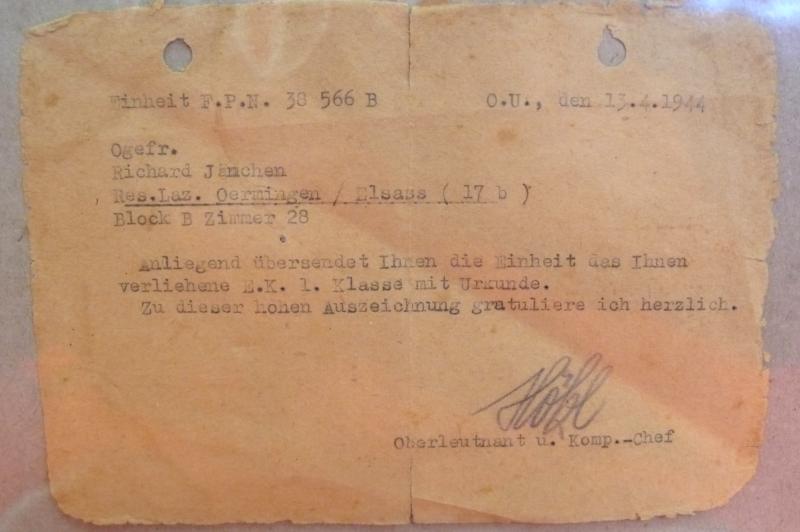 Einheit F.P.N. 38 566 B O.U., den 13.4.1944
Ogefr.
Richard Jänchen
Res.Laz. Oermingen / Elsass ( 17 b )
Block B Zimmer 28
Anliegend übersendet Ihnen die Einheit das Ihnen
verliehene E.K. 1. Klasse mit Urkunde.
Zu dieser hohen Auszeichnung gratuliere ich herzlich.
Oberleutnant u. Komp.-Chef